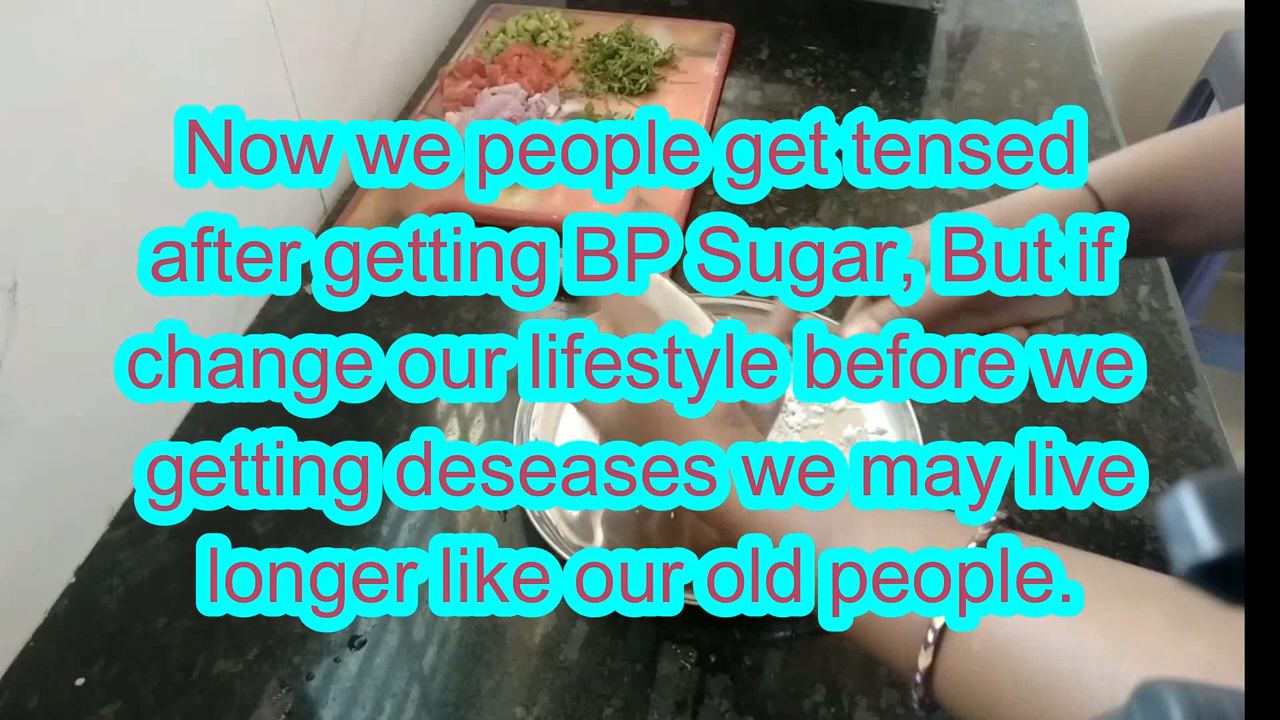 Now we people get tensed
after getting BP Sugar, But if
change our lifestyle before we
getting deseases we may live
longer like our old people.